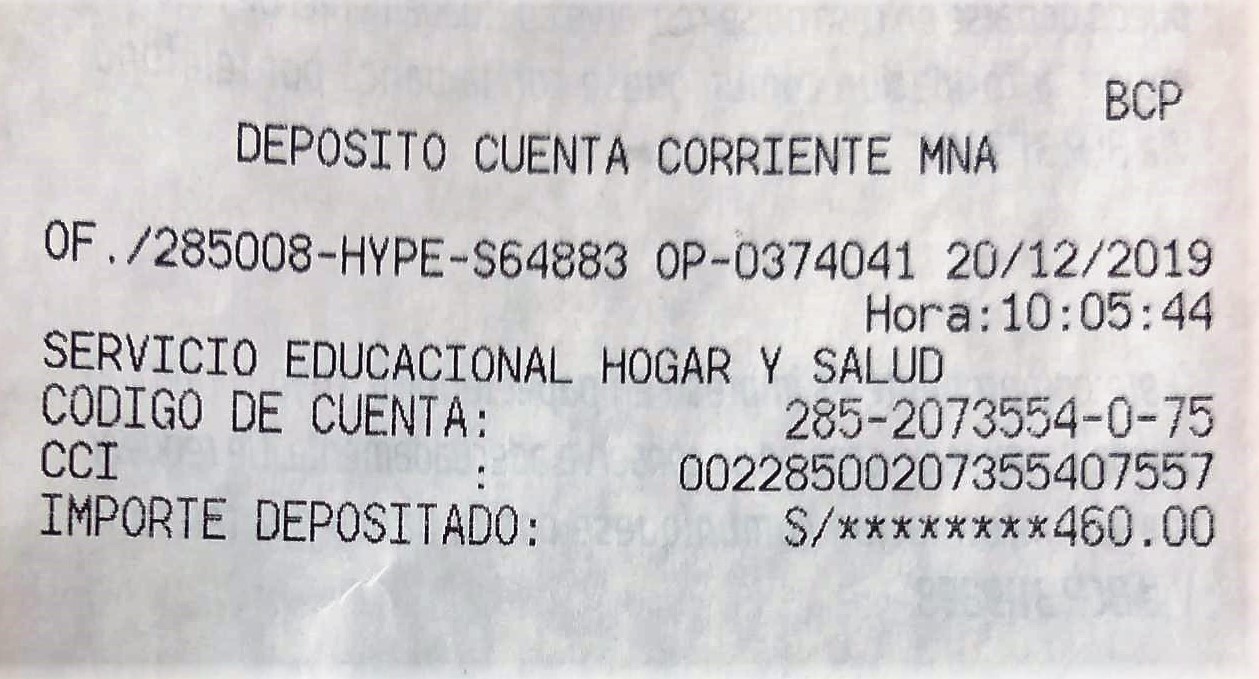 BCP
DEPOSITO CUENTA CORRIENTE MNA
OF./285008-HYPE-S64883 OP-0374041 20/12/2019
Hora:10:05:44
SERVICIO EDUCACIONAL HOGAR Y SALUD
CODIGO DE CUENTA: 285-2073554-0-75
CCI : 00228500207355407557
IMPORTE DEPOSITADO: S/********460.00